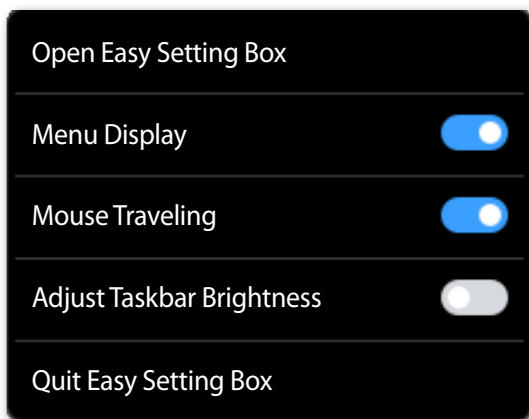 Open Easy Setting Box
Menu Display
Mouse Traveling
Adjust Taskbar Brightness
Quit Easy Setting Box